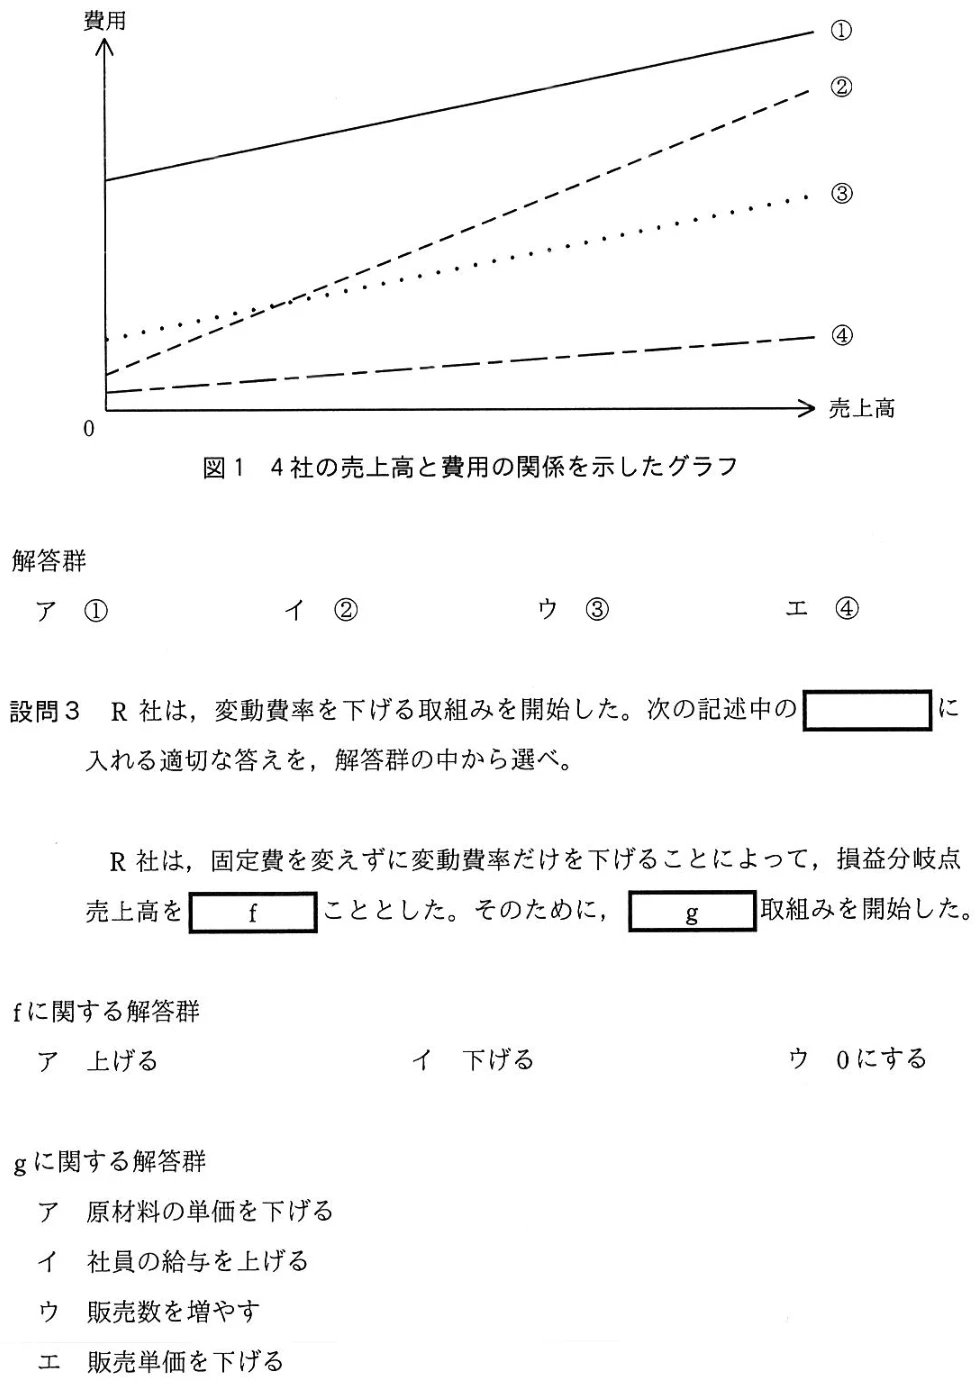 費用
①
②
③
④
0
売上高
図1 4社の売上高と費用の関係を示したグラフ
解答群
ア ① イ ② ウ ③ エ ④
設問3 R 社は，変動費率を下げる取組みを開始した。次の記述中の に
入れる適切な答えを，解答群の中から選べ。
R 社は，固定費を変えずに変動費率だけを下げることによって，損益分岐点
売上高を f こととした。そのために， g 取組みを開始した。
fに関する解答群
ア 上げる イ 下げる ウ 0にする
gに関する解答群
ア 原材料の単価を下げる
イ 社員の給与を上げる
ウ 販売数を増やす
エ 販売単価を下げる